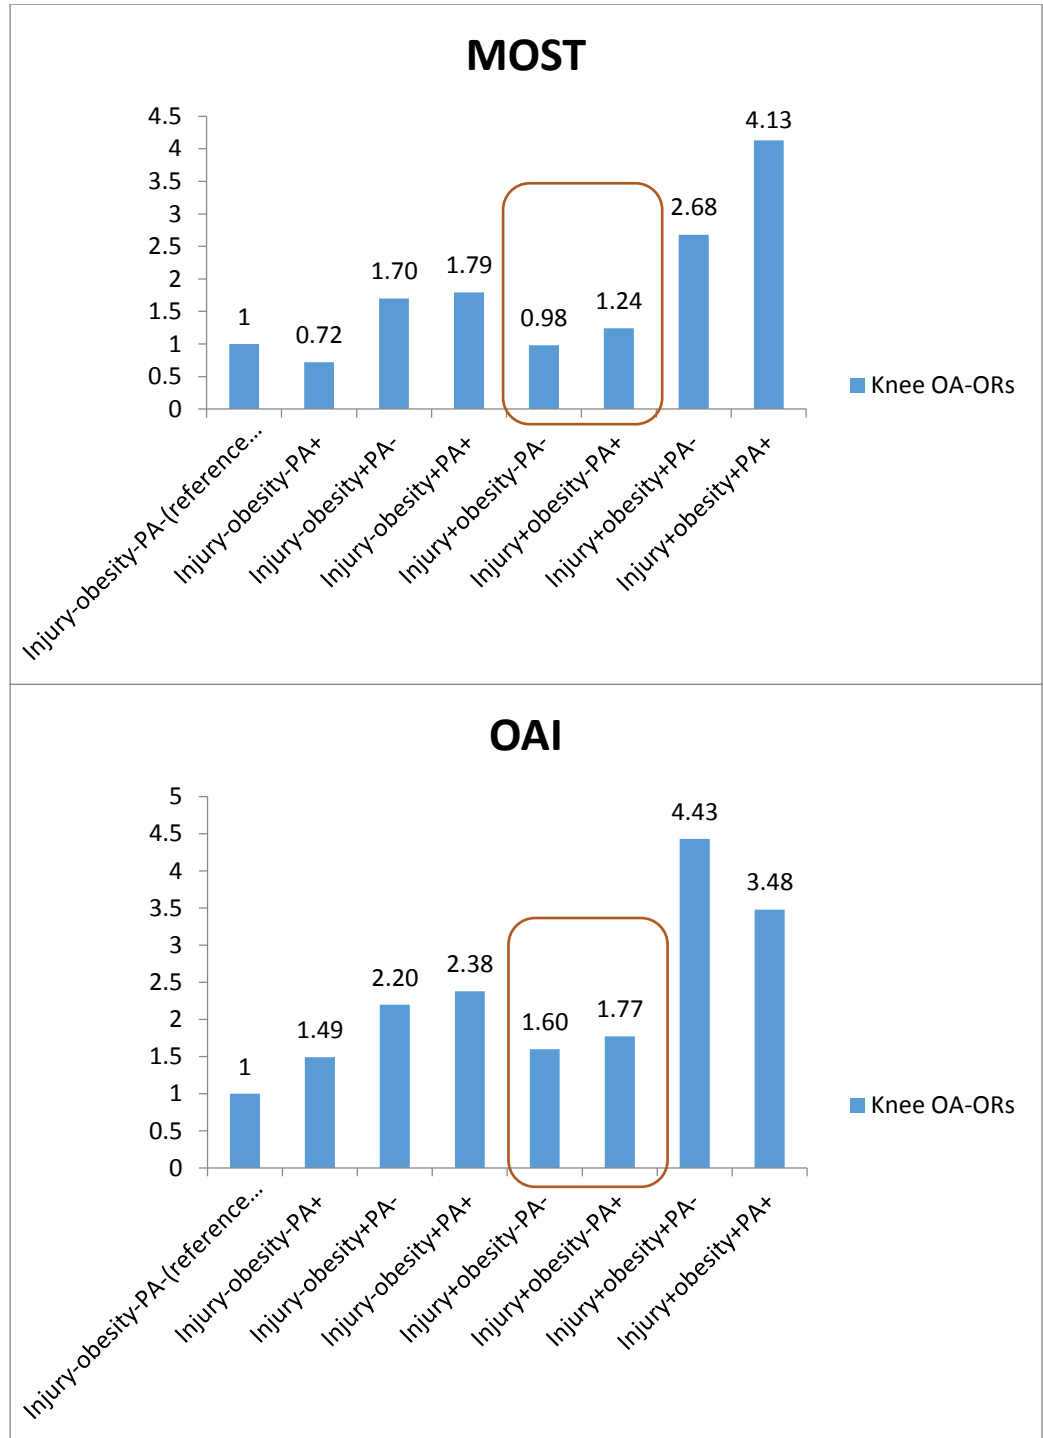 MOST
4.5
4
3.5
3
2.5
2
1.5
1
0.5
0
1
0.72
1.70
1.79
0.98
1.24
2.68
4.13
Injury-obesity-PA-(reference...
Injury-obesity-PA+
Injury-obesity+PA-
Injury-obesity+PA+
Injury+obesity-PA-
Injury+obesity-PA+
Injury+obesity+PA-
Injury+obesity+PA+
Knee OA-ORs
OAI
5
4.5
4
3.5
3
2.5
2
1.5
1
0.5
0
1
1.49
2.20
2.38
1.60
1.77
4.43
3.48
Injury-obesity-PA-(reference...
Injury-obesity-PA+
Injury-obesity+PA-
Injury-obesity+PA+
Injury+obesity-PA-
Injury+obesity-PA+
Injury+obesity+PA-
Injury+obesity+PA+
Knee OA-ORs